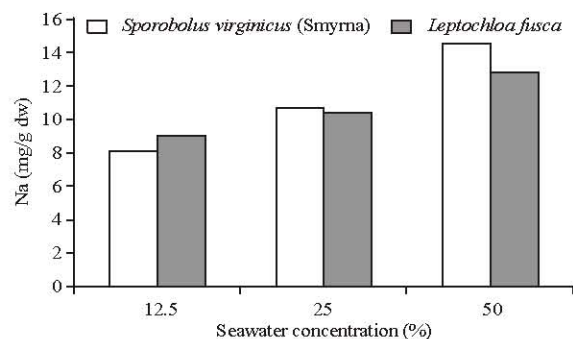 Sporobolus virginicus (Smyrna) Leptochloa fusca
Na (mg/g dw)
16
14
12
10
8
6
4
2
0
12.5 25 50
Seawater concentration (%)